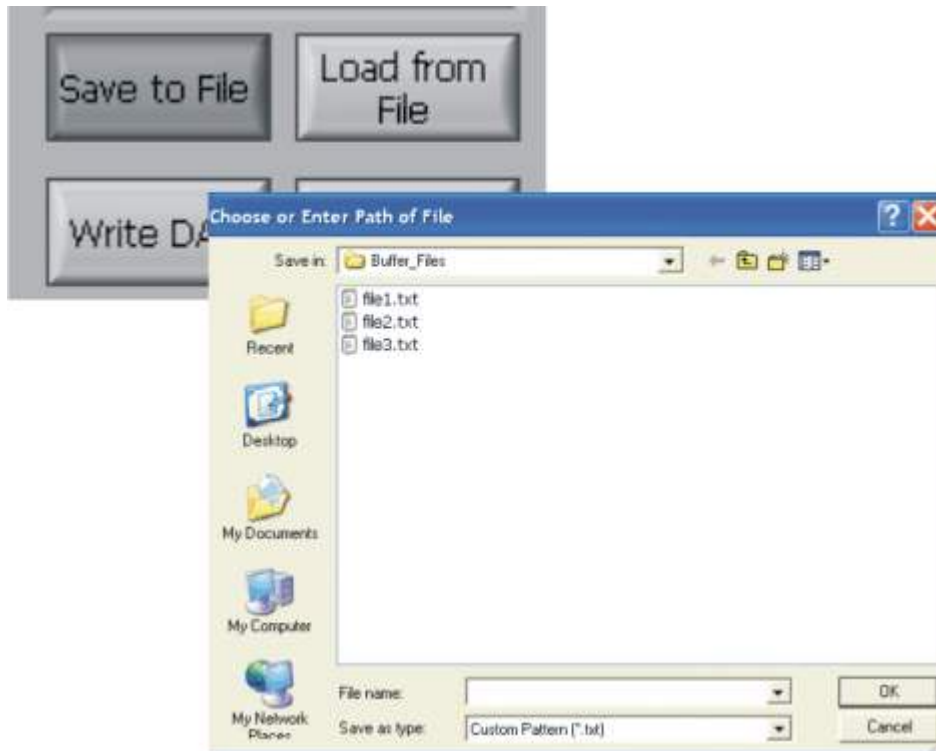 Save to File
Load from
File
Write DA
Choose or Enter Path of File
Save in:
Buffer_Files
file1.txt
file2.txt
file3.txt
Recent
Desktop
My Documents
My Computer
My Network
Places
File name:
Save as type:
Custom Pattern (*.txt)
OK
Cancel